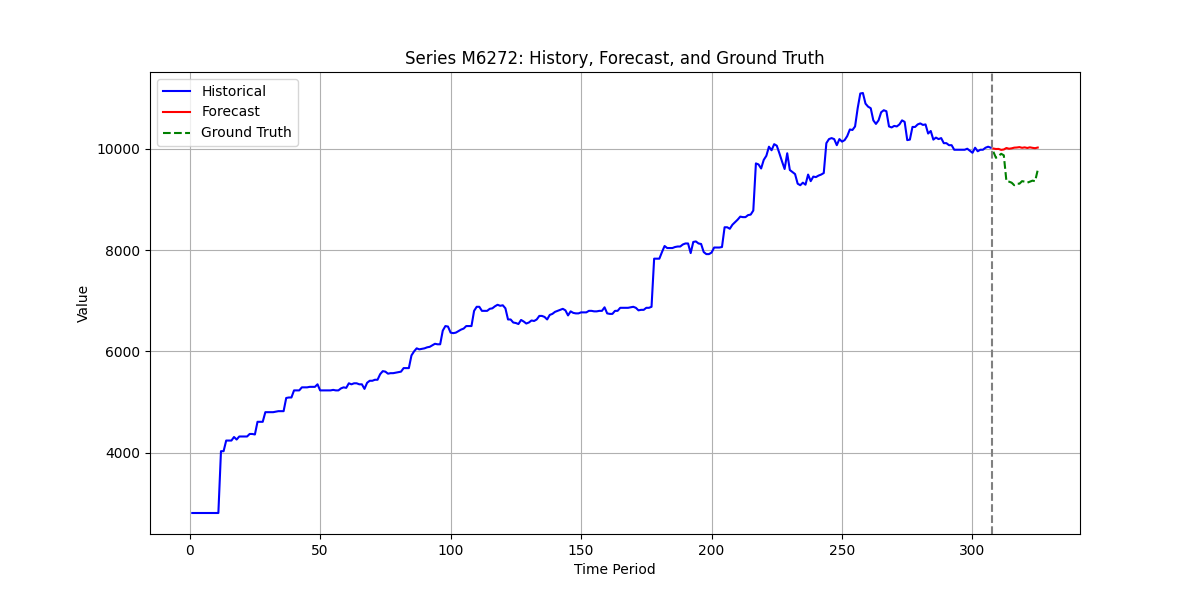 Series M6272: History, Forecast, and Ground Truth
Historical
Forecast
Ground Truth
10000
8000
6000
4000
Value
0 50 100 150 200 250 300
Time Period